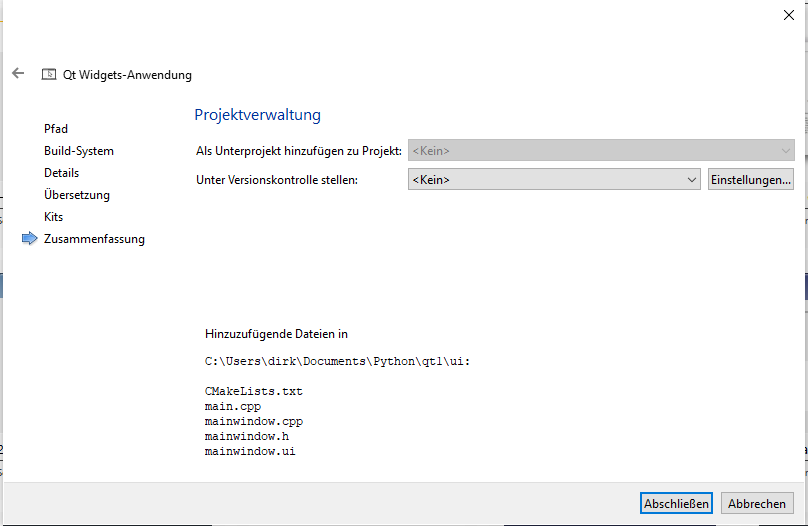 Qt Widgets-Anwendung
Projektverwaltung
Pfad
Build-System
Details
Übersetzung
Kits
Zusammenfassung
Als Unterprojekt hinzufügen zu Projekt: <Kein>
Unter Versionskontrolle stellen: <Kein> Einstellungen...
Hinzuzufügende Dateien in
C:\Users\dirk\Documents\Python\qt1\ui:
CMakeLists.txt
main.cpp
mainwindow.cpp
mainwindow.h
mainwindow.ui
Abschließen Abbrechen